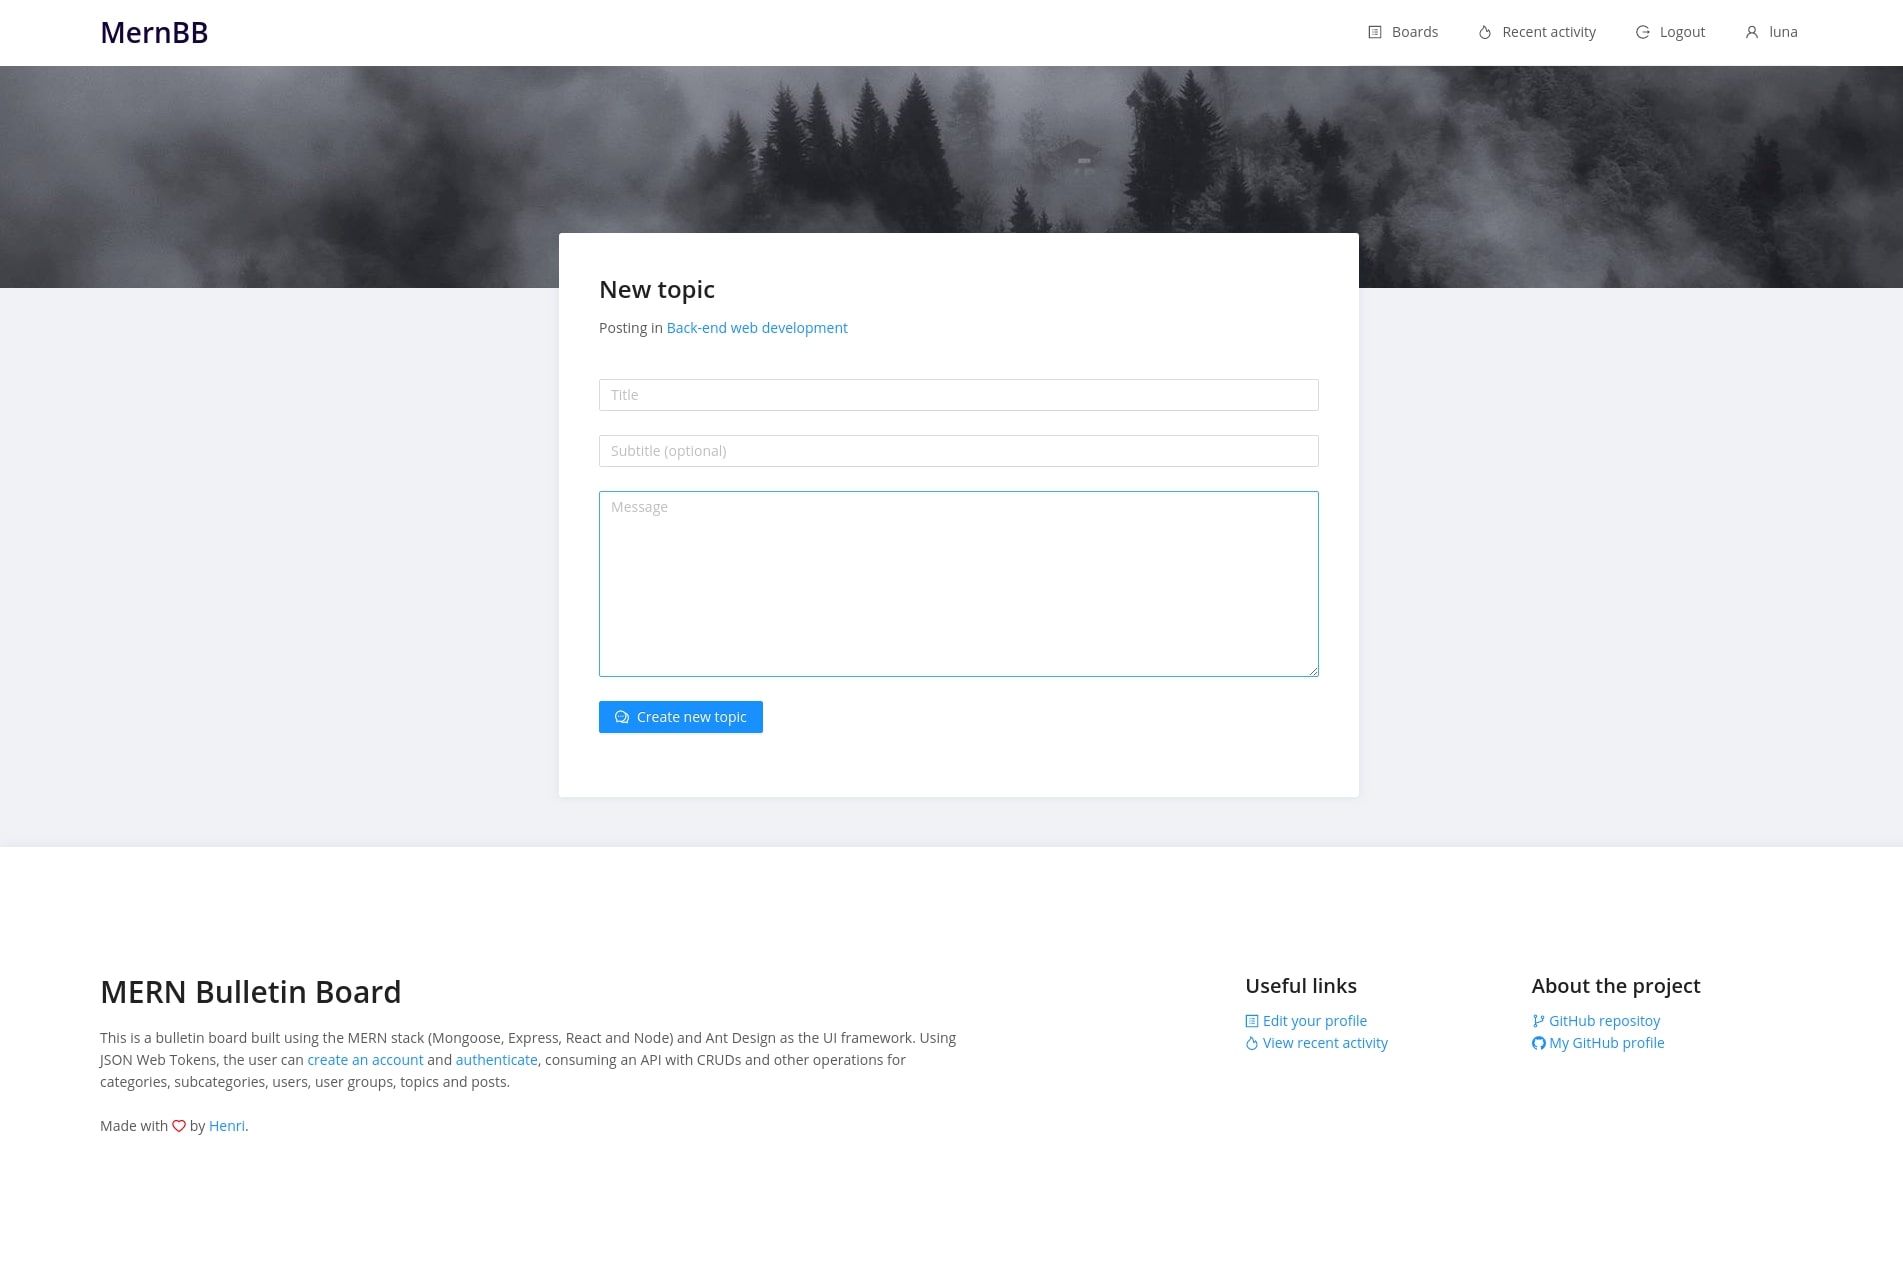 MernBB
Boards
Recent activity
Logout
luna
New topic
Posting in Back-end web development
Title
Subtitle (optional)
Message
Create new topic
MERN Bulletin Board
This is a bulletin board built using the MERN stack (Mongoose, Express, React and Node) and Ant Design as the UI framework. Using
JSON Web Tokens, the user can create an account and authenticate, consuming an API with CRUDs and other operations for
categories, subcategories, users, user groups, topics and posts.
Made with by Henri.
Useful links
Edit your profile
View recent activity
About the project
GitHub repositoy
My GitHub profile